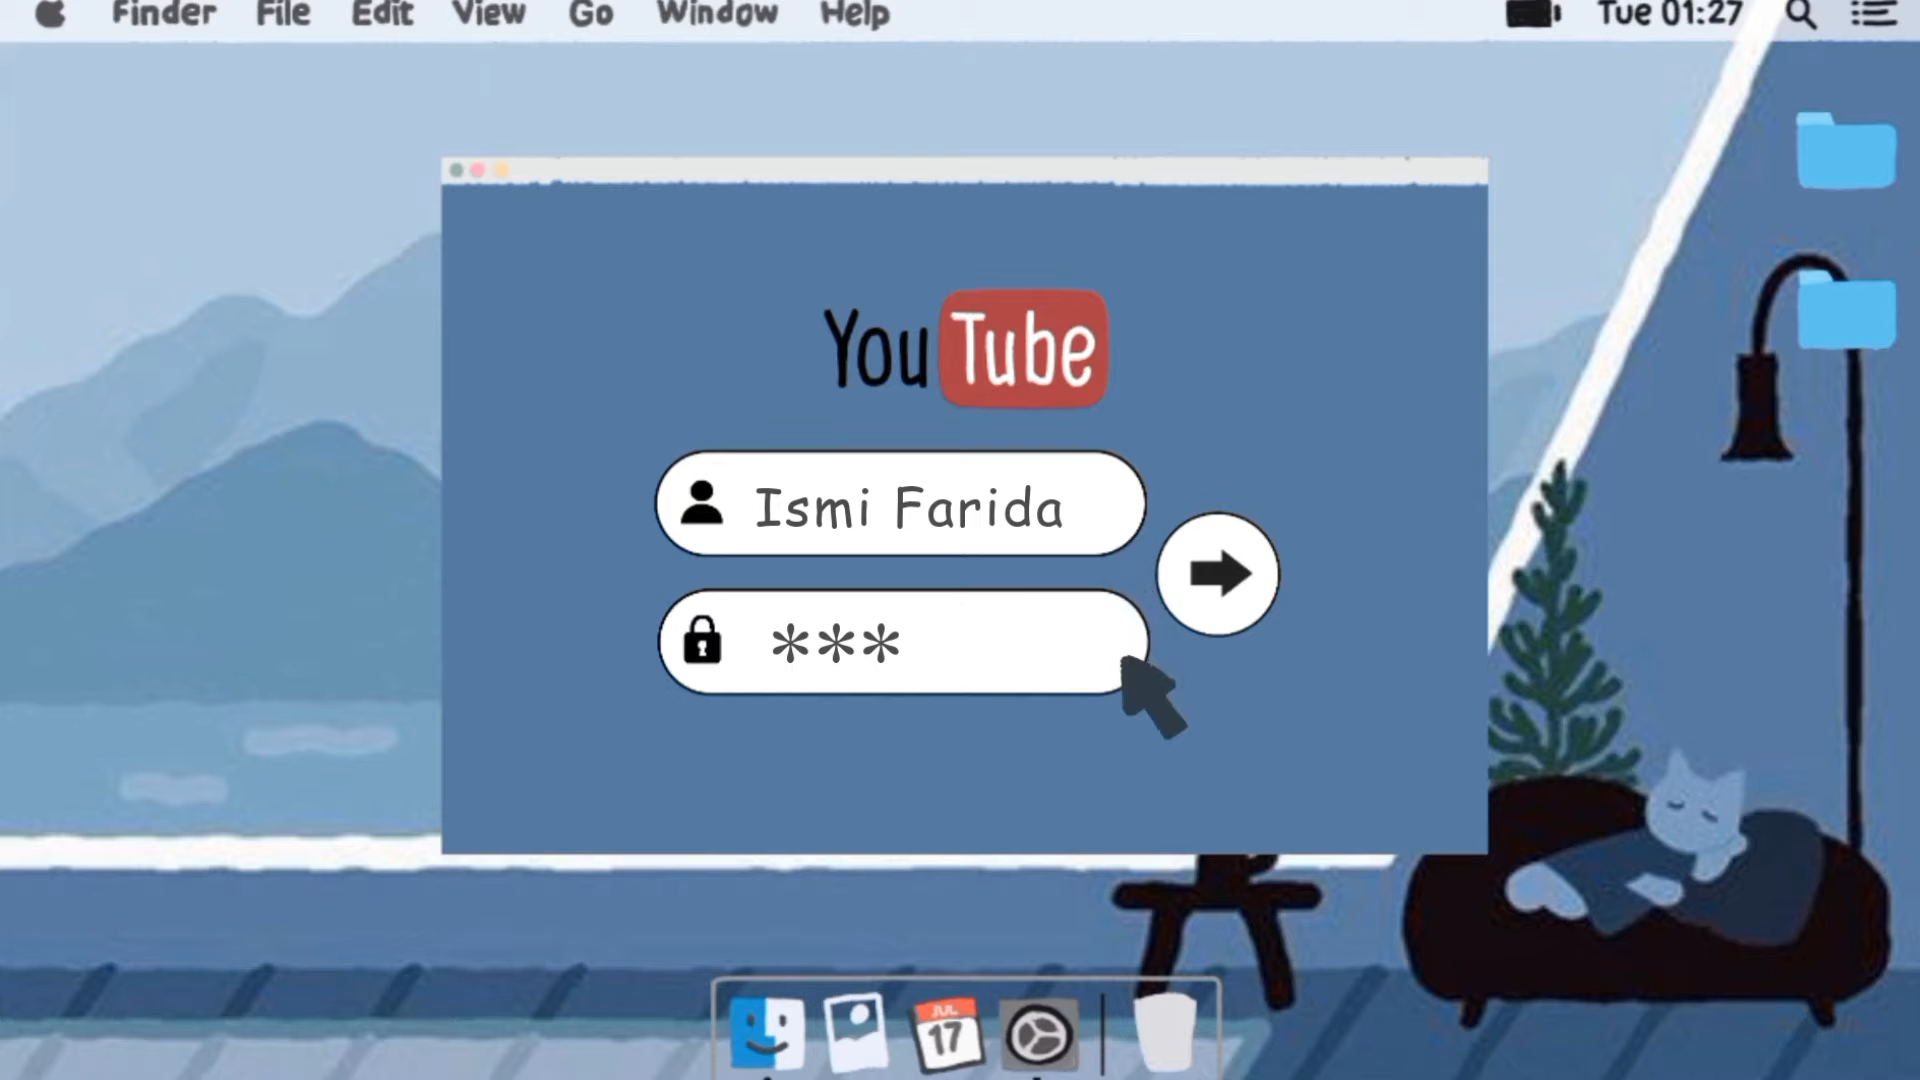 Finder File Edit View Go Window Help Tue 01:27
YouTube
Ismi Farida
***
JUL
17